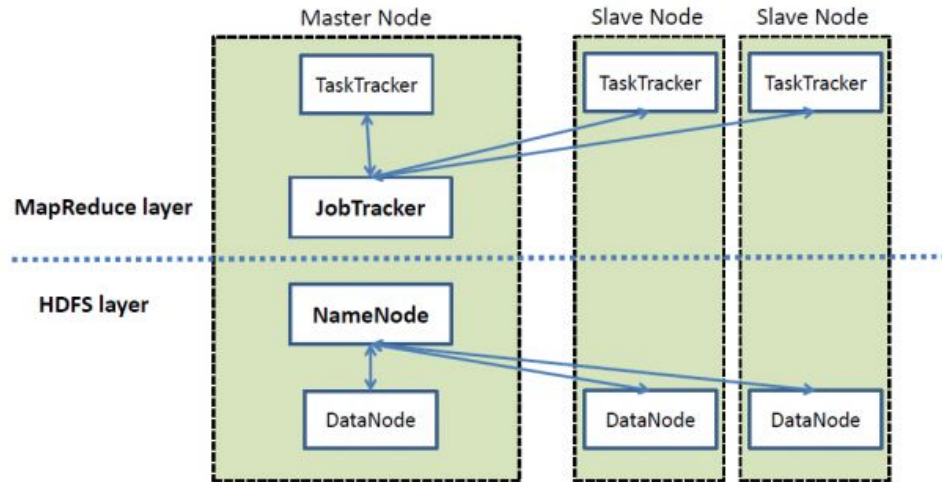 Master Node
Slave Node
Slave Node
TaskTracker
TaskTracker
TaskTracker
MapReduce layer
JobTracker
HDFS layer
NameNode
DataNode
DataNode
DataNode